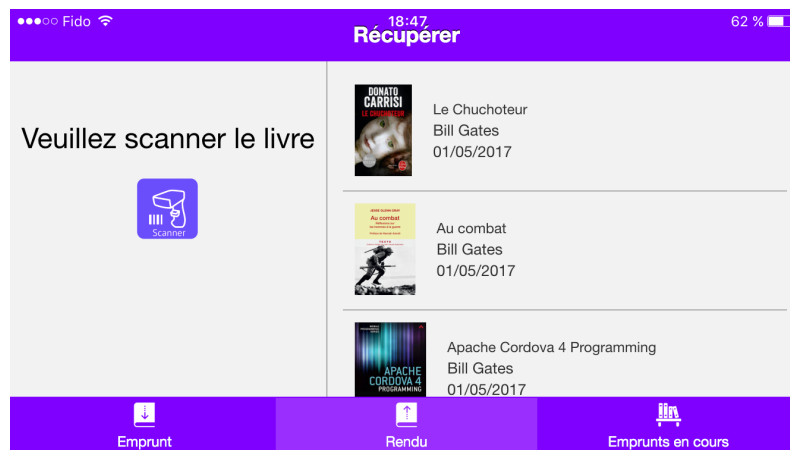 ●●●○○ Fido 18:47 62 %
Récupérer
Veuillez scanner le livre
Scanner
DONATO
CARRISI
LE CHUCHOTEUR
Le Chuchoteur
Bill Gates
01/05/2017
Au combat
Au combat
Bill Gates
01/05/2017
APACHE
CORDOVA 4
PROGRAMMING
Apache Cordova 4 Programming
Bill Gates
01/05/2017
Emprunt
Rendu
Emprunts en cours